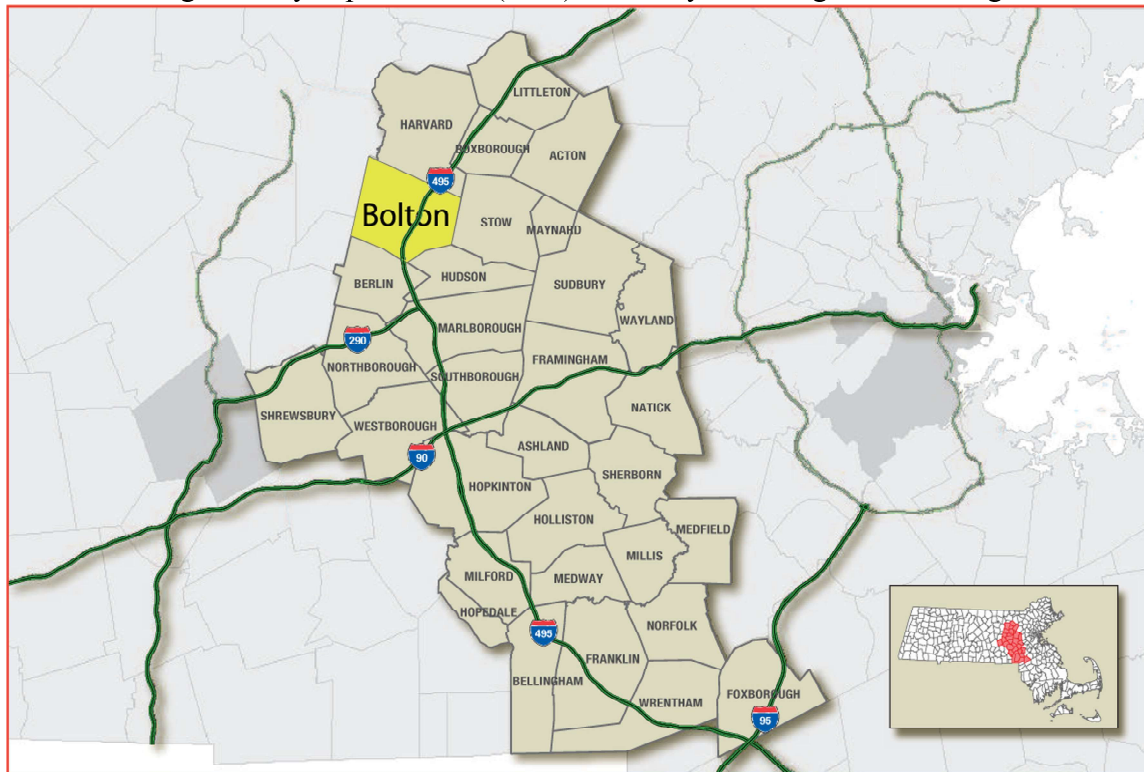 LITTLETON
HARVARD
BOXBOROUGH
ACTON
495
Bolton
STOW
MAYNARD
BERLIN
HUDSON
SUDBURY
WAYLAND
MARLBOROUGH
290
NORTHBOROUGH
FRAMINGHAM
SOUTHBOROUGH
SHREWSBURY
NATICK
WESTBOROUGH
ASHLAND
90
SHERBORN
HOPKINTON
HOLLISTON
MEDFIELD
MILLIS
MILFORD
MEDWAY
HOPEDALE
NORFOLK
495
FRANKLIN
BELLINGHAM
WRENTHAM
FOXBOROUGH
95